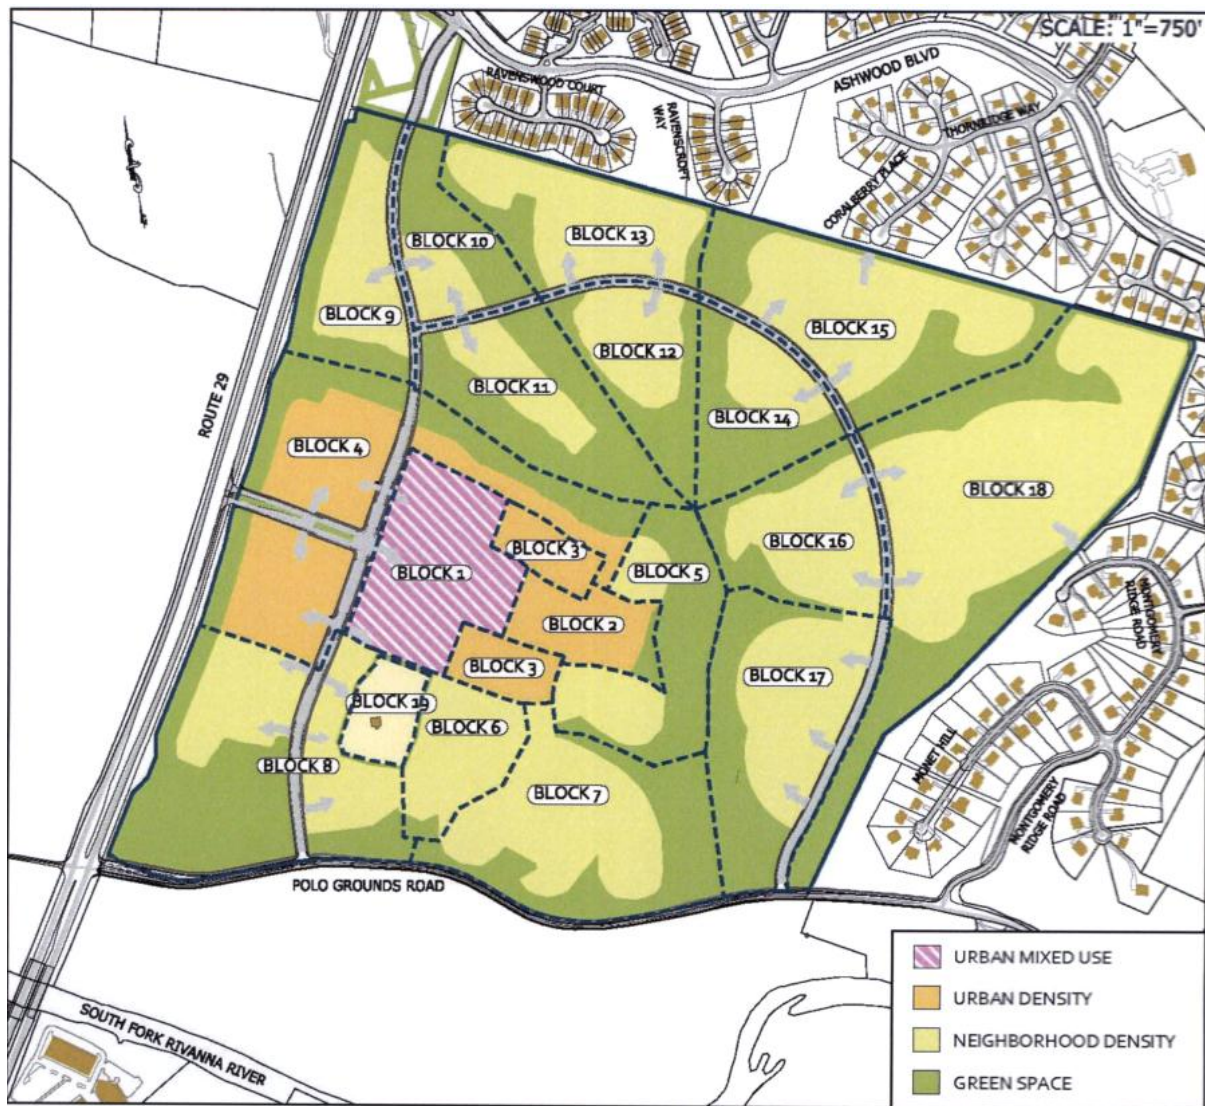 SCALE: 1"=750'
ASHWOOD BLVD
RAVENSWOOD COURT
RAVENSCROFT
WAY
THORNRIDGE WAY
CORALBERRY PLACE
BLOCK 10
BLOCK 13
BLOCK 9
BLOCK 15
BLOCK 12
BLOCK 11
BLOCK 14
ROUTE 29
BLOCK 4
BLOCK 18
BLOCK 3
BLOCK 16
BLOCK 1
BLOCK 5
BLOCK 2
MONTGOMERY
RIDGE ROAD
BLOCK 3
BLOCK 17
BLOCK 19
BLOCK 6
MONET HILL
BLOCK 8
BLOCK 7
MONTGOMERY
RIDGE ROAD
POLO GROUNDS ROAD
SOUTH FORK RIVANNA RIVER
URBAN MIXED USE
URBAN DENSITY
NEIGHBORHOOD DENSITY
GREEN SPACE